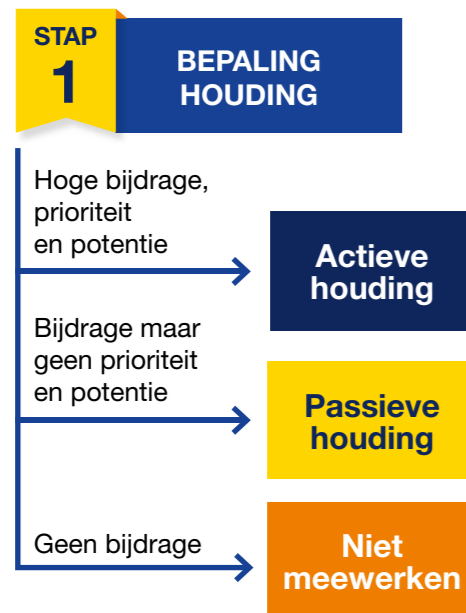 STAP
1
BEPALING
HOUDING
Hoge bijdrage,
prioriteit
en potentie
Actieve
houding
Bijdrage maar
geen prioriteit
en potentie
Passieve
houding
Geen bijdrage
Niet
meewerken